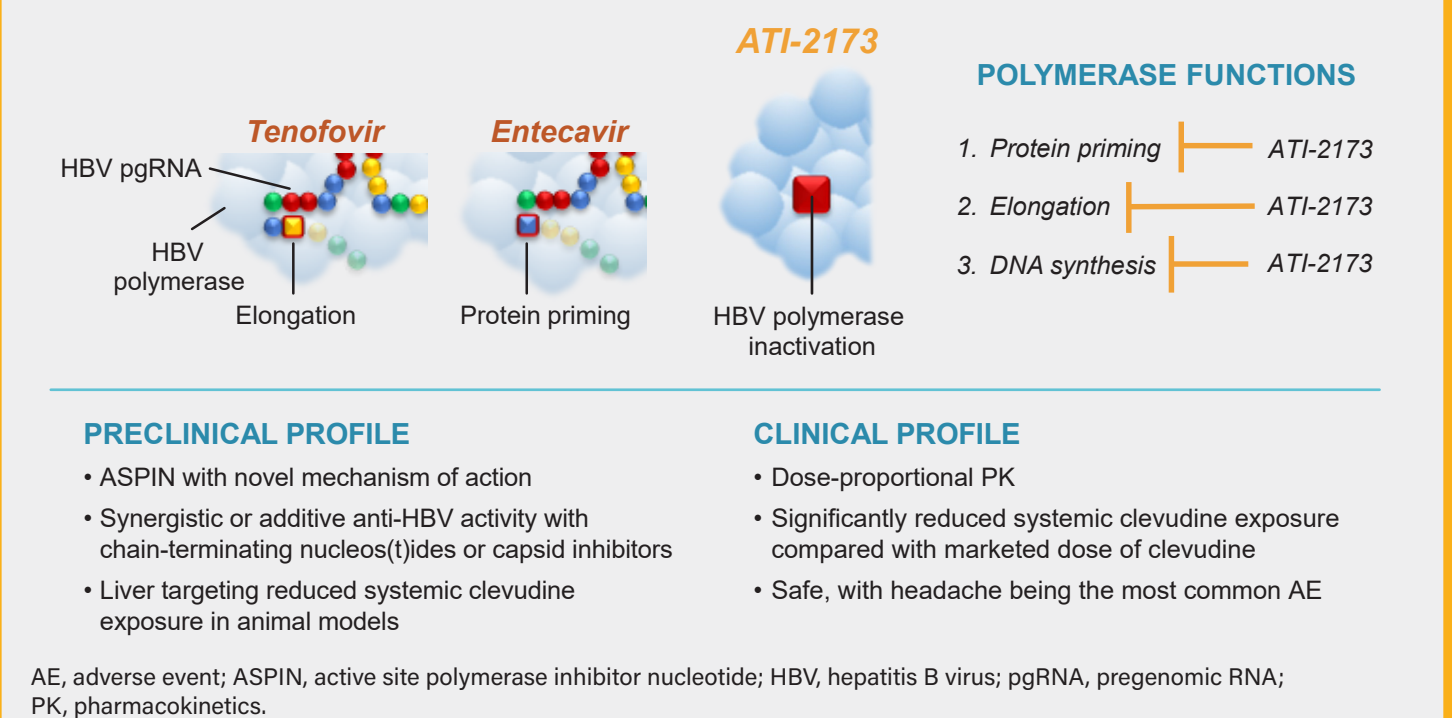 ATI-2173
Tenofovir
Entecavir
HBV pgRNA
HBV
polymerase
Elongation
Protein priming
HBV polymerase
inactivation
POLYMERASE FUNCTIONS
1. Protein priming ATI-2173
2. Elongation ATI-2173
3. DNA synthesis ATI-2173
PRECLINICAL PROFILE
• ASPIN with novel mechanism of action
• Synergistic or additive anti-HBV activity with
chain-terminating nucleos(t)ides or capsid inhibitors
• Liver targeting reduced systemic clevudine
exposure in animal models
CLINICAL PROFILE
• Dose-proportional PK
• Significantly reduced systemic clevudine exposure
compared with marketed dose of clevudine
• Safe, with headache being the most common AE
AE, adverse event; ASPIN, active site polymerase inhibitor nucleotide; HBV, hepatitis B virus; pgRNA, pregenomic RNA;
PK, pharmacokinetics.